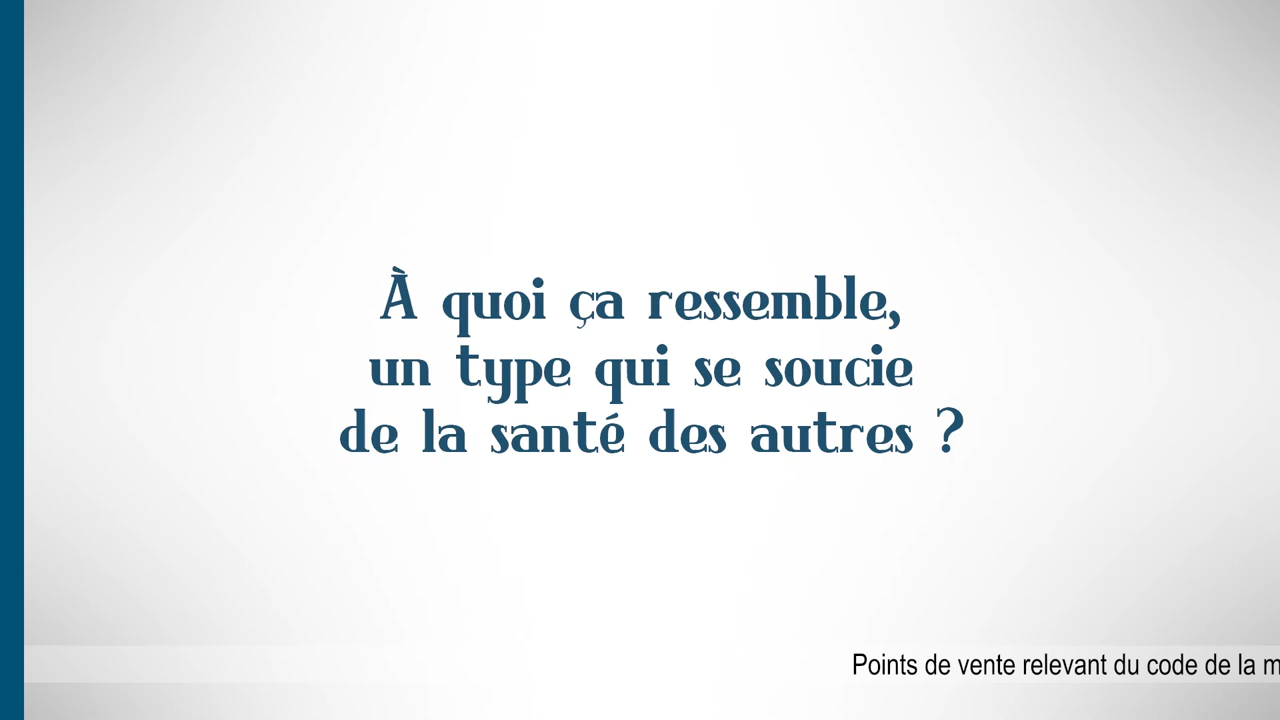 À quoi ça ressemble,
un type qui se soucie
de la santé des autres ?
Points de vente relevant du code de la m